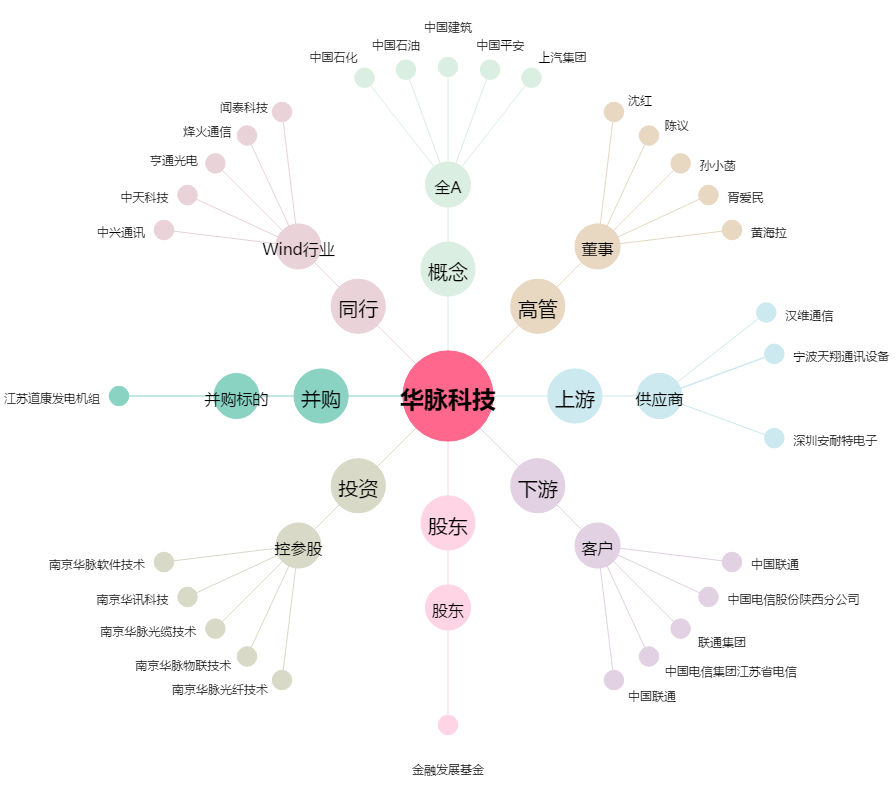 中国建筑
中国石油
中国平安
中国石化
上汽集团
闻泰科技
沈红
烽火通信
陈议
亨通光电
孙小菡
全A
中天科技
胥爱民
中兴通讯
黄海拉
Wind行业
董事
概念
同行
高管
汉维通信
宁波天翔通讯设备
江苏道康发电机组
并购标的
并购
华脉科技
上游
供应商
深圳安耐特电子
投资
下游
股东
控参股
客户
南京华脉软件技术
中国联通
南京华讯科技
中国电信股份陕西分公司
股东
南京华脉光缆技术
联通集团
南京华脉物联技术
中国电信集团江苏省电信
南京华脉光纤技术
中国联通
金融发展基金